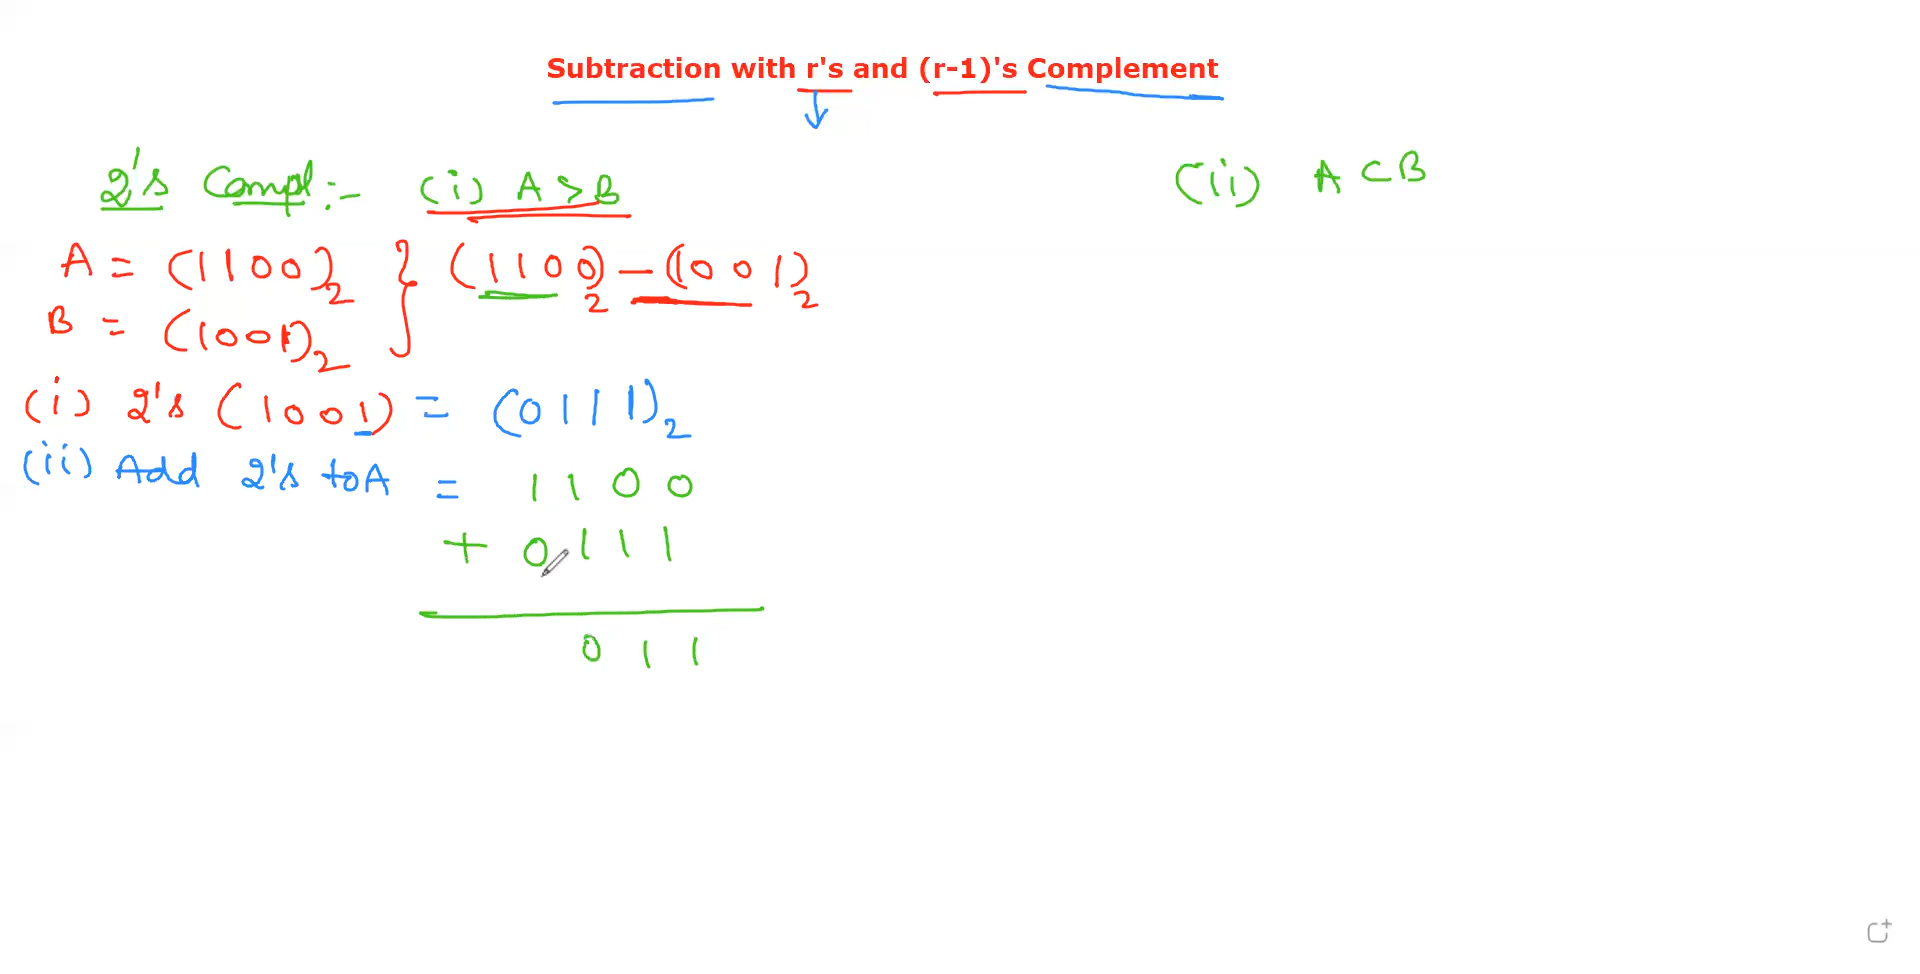 Subtraction with r's and (r-1)'s Complement
2's Compl:- (i) A > B
(ii) A < B
A = (1100)2 } (1100)2 - (1001)2
B = (1001)2
(i) 2's (1001) = (0111)2
(ii) Add 2's to A = 1100
+ 0111
011